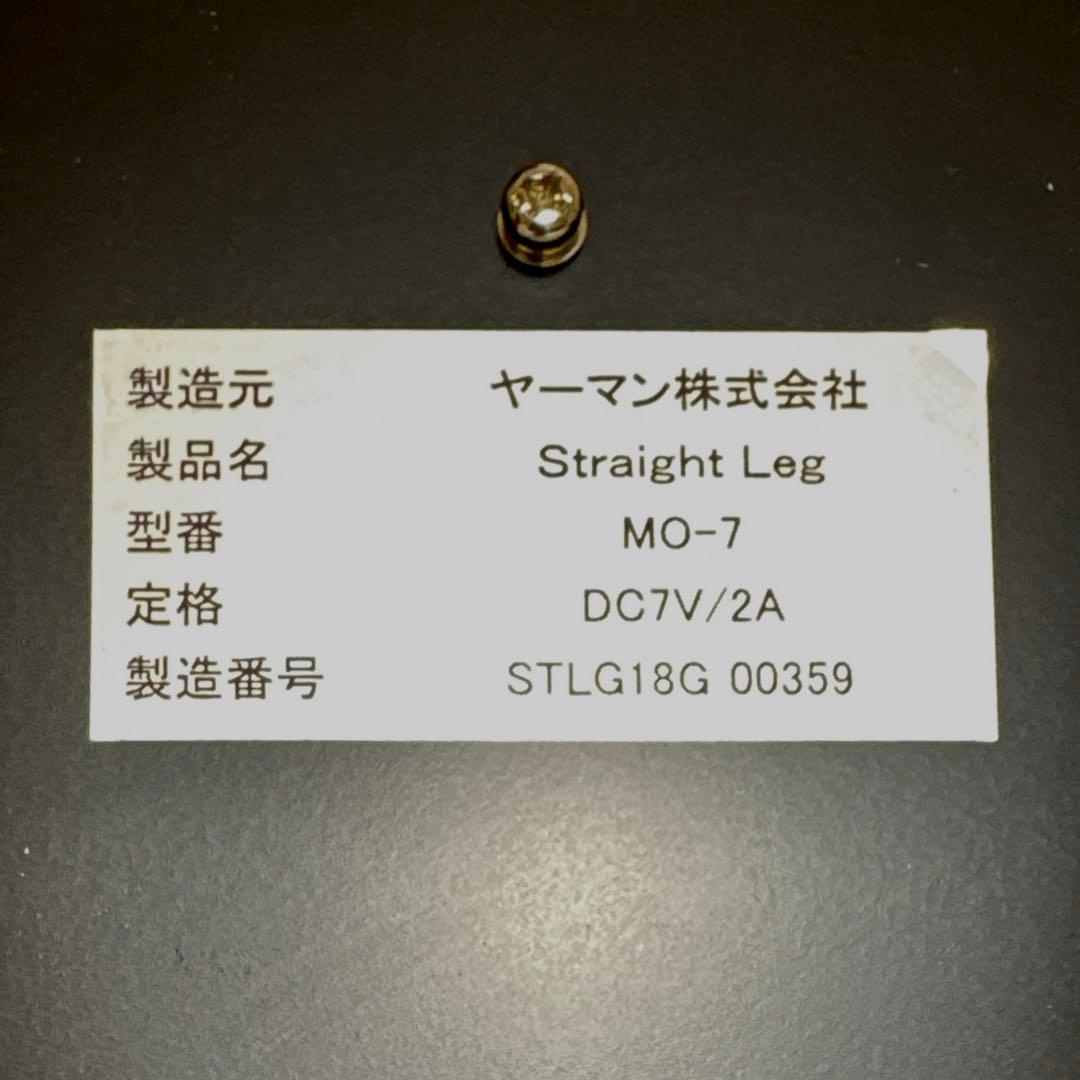 製造元 ヤーマン株式会社
製品名 Straight Leg
型番 MO-7
定格 DC7V/2A
製造番号 STLG18G 00359